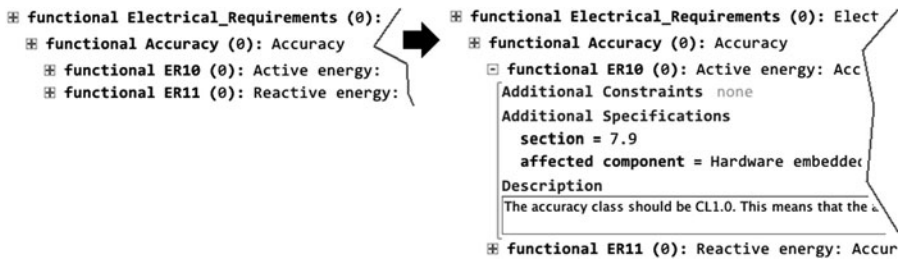 functional Electrical_Requirements (0):
functional Accuracy (0): Accuracy
functional ER10 (0): Active energy:
functional ER11 (0): Reactive energy:
functional Electrical_Requirements (0): Elect
functional Accuracy (0): Accuracy
functional ER10 (0): Active energy: Acc
Additional Constraints none
Additional Specifications
section = 7.9
affected component = Hardware embedded
Description
The accuracy class should be CL1.0. This means that the
functional ER11 (0): Reactive energy: Accur